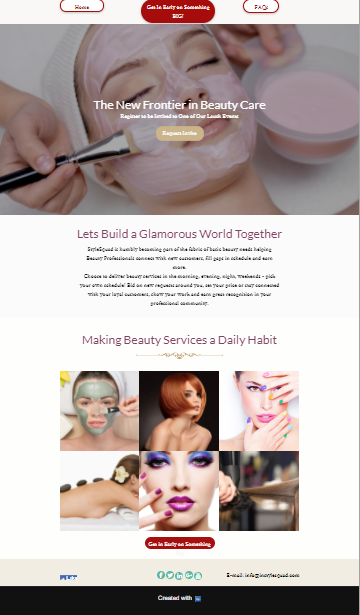 Home
Get in Early on Something
BIG!
FAQs
The New Frontier in Beauty Care
Register to be Invited to One of Our Lauch Events
Request Invite
Lets Build a Glamorous World Together
StyleSquad is humbly becoming part of the fabric of basic beauty needs helping
Beauty Professionals connect with new customers, fill gaps in schedule and earn
more.
Choose to deliver beauty services in the morning, evening, night, weekends - pick
your own schedule! Bid on new requests around you, set your price or stay connected
with your loyal customers, show your work and earn great recognition in your
professional community.
Making Beauty Services a Daily Habit
Get in Early on Something
E-mail: info@instylesquad.com
Created with